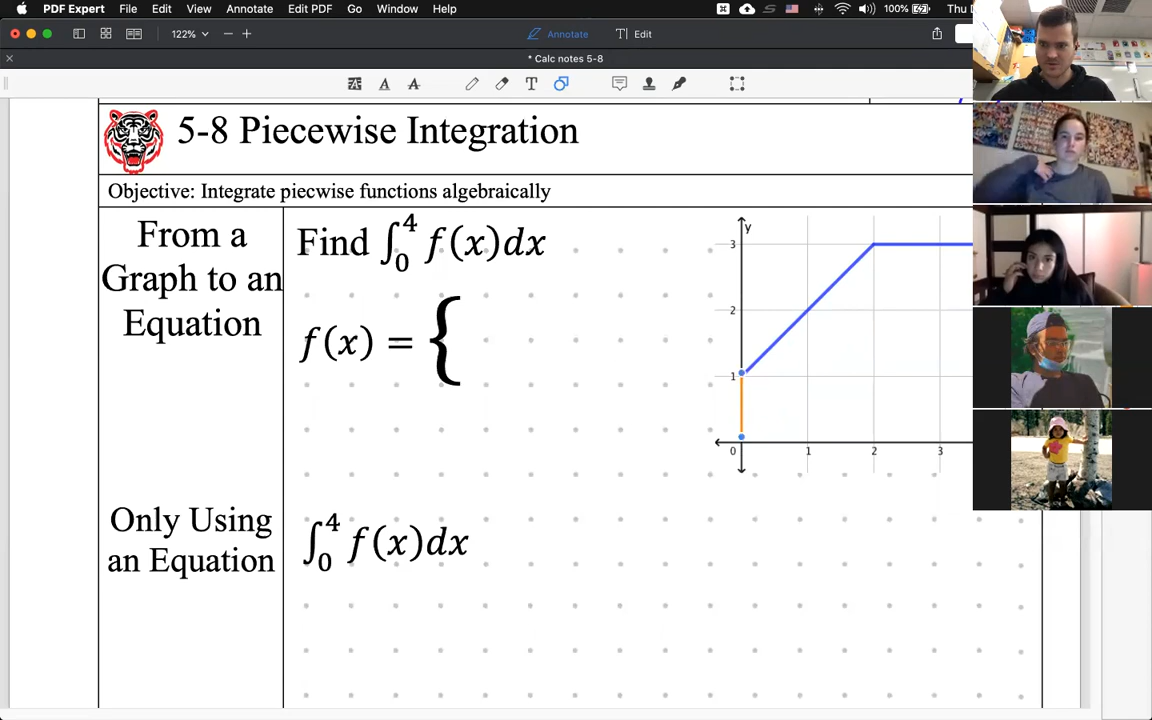 PDF Expert File Edit View Annotate Edit PDF Go Window Help 100% Thu
122% Annotate T Edit
* Calc notes 5-8
A A A T
5-8 Piecewise Integration
Objective: Integrate piecwise functions algebraically
From a
Graph to an
Equation
Find ∫₀⁴ f(x)dx
f(x) = {
y
3
2
1
0 1 2 3
Only Using
an Equation
∫₀⁴ f(x)dx